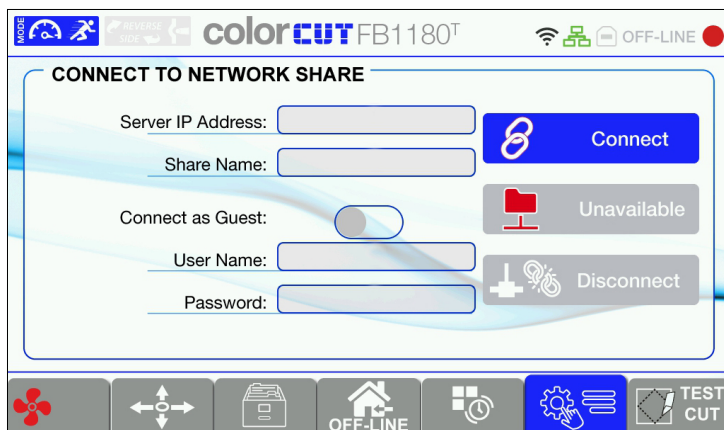 MODE
REVERSE SIDE
colorCUT FB1180T
OFF-LINE
CONNECT TO NETWORK SHARE
Server IP Address:
Connect
Share Name:
Connect as Guest:
Unavailable
User Name:
Disconnect
Password:
OFF-LINE
TEST
CUT